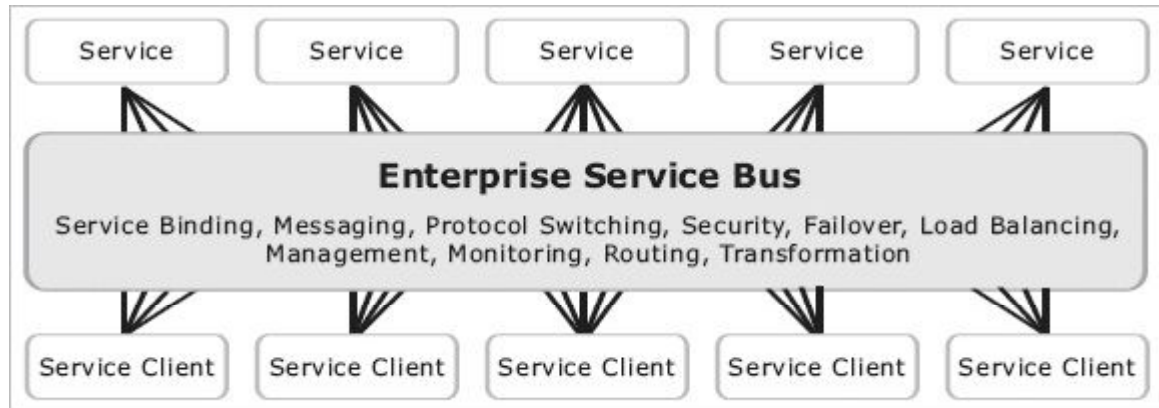 Service
Service
Service
Service
Service
Enterprise Service Bus
Service Binding, Messaging, Protocol Switching, Security, Failover, Load Balancing,
Management, Monitoring, Routing, Transformation
Service Client
Service Client
Service Client
Service Client
Service Client